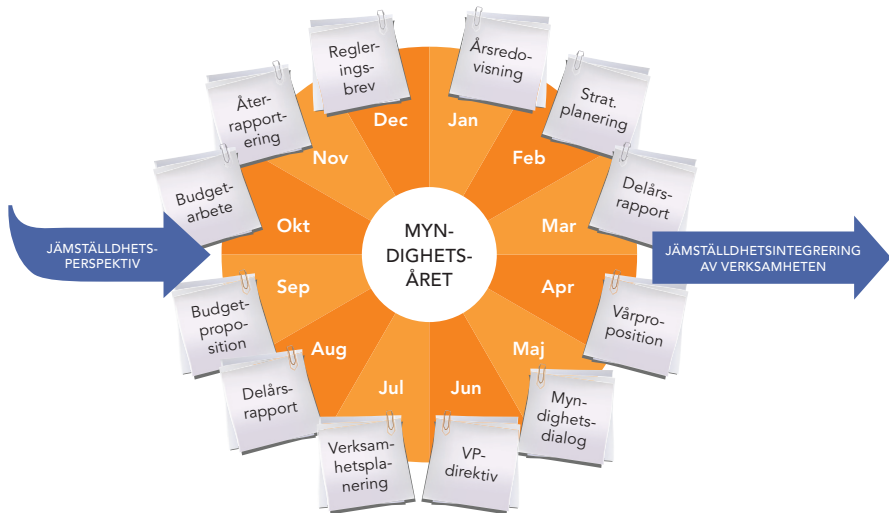 Regler-
ings-
brev
Årsredo-
visning
Åter-
rapport-
ering
Strat.
planering
Dec
Jan
Nov
Feb
Budget-
arbete
Delårs-
rapport
Okt
Mar
MYN-
DIGHETS-
ÅRET
JÄMSTÄLLDHETS-
PERSPEKTIV
JÄMSTÄLLDHETSINTEGRERING
AV VERKSAMHETEN
Sep
Apr
Budget-
propo-
sition
Vårpro-
position
Aug
Maj
Jul
Jun
Delårs-
rapport
Myn-
dighets-
dialog
Verksam-
hetspla-
nering
VP-
direktiv